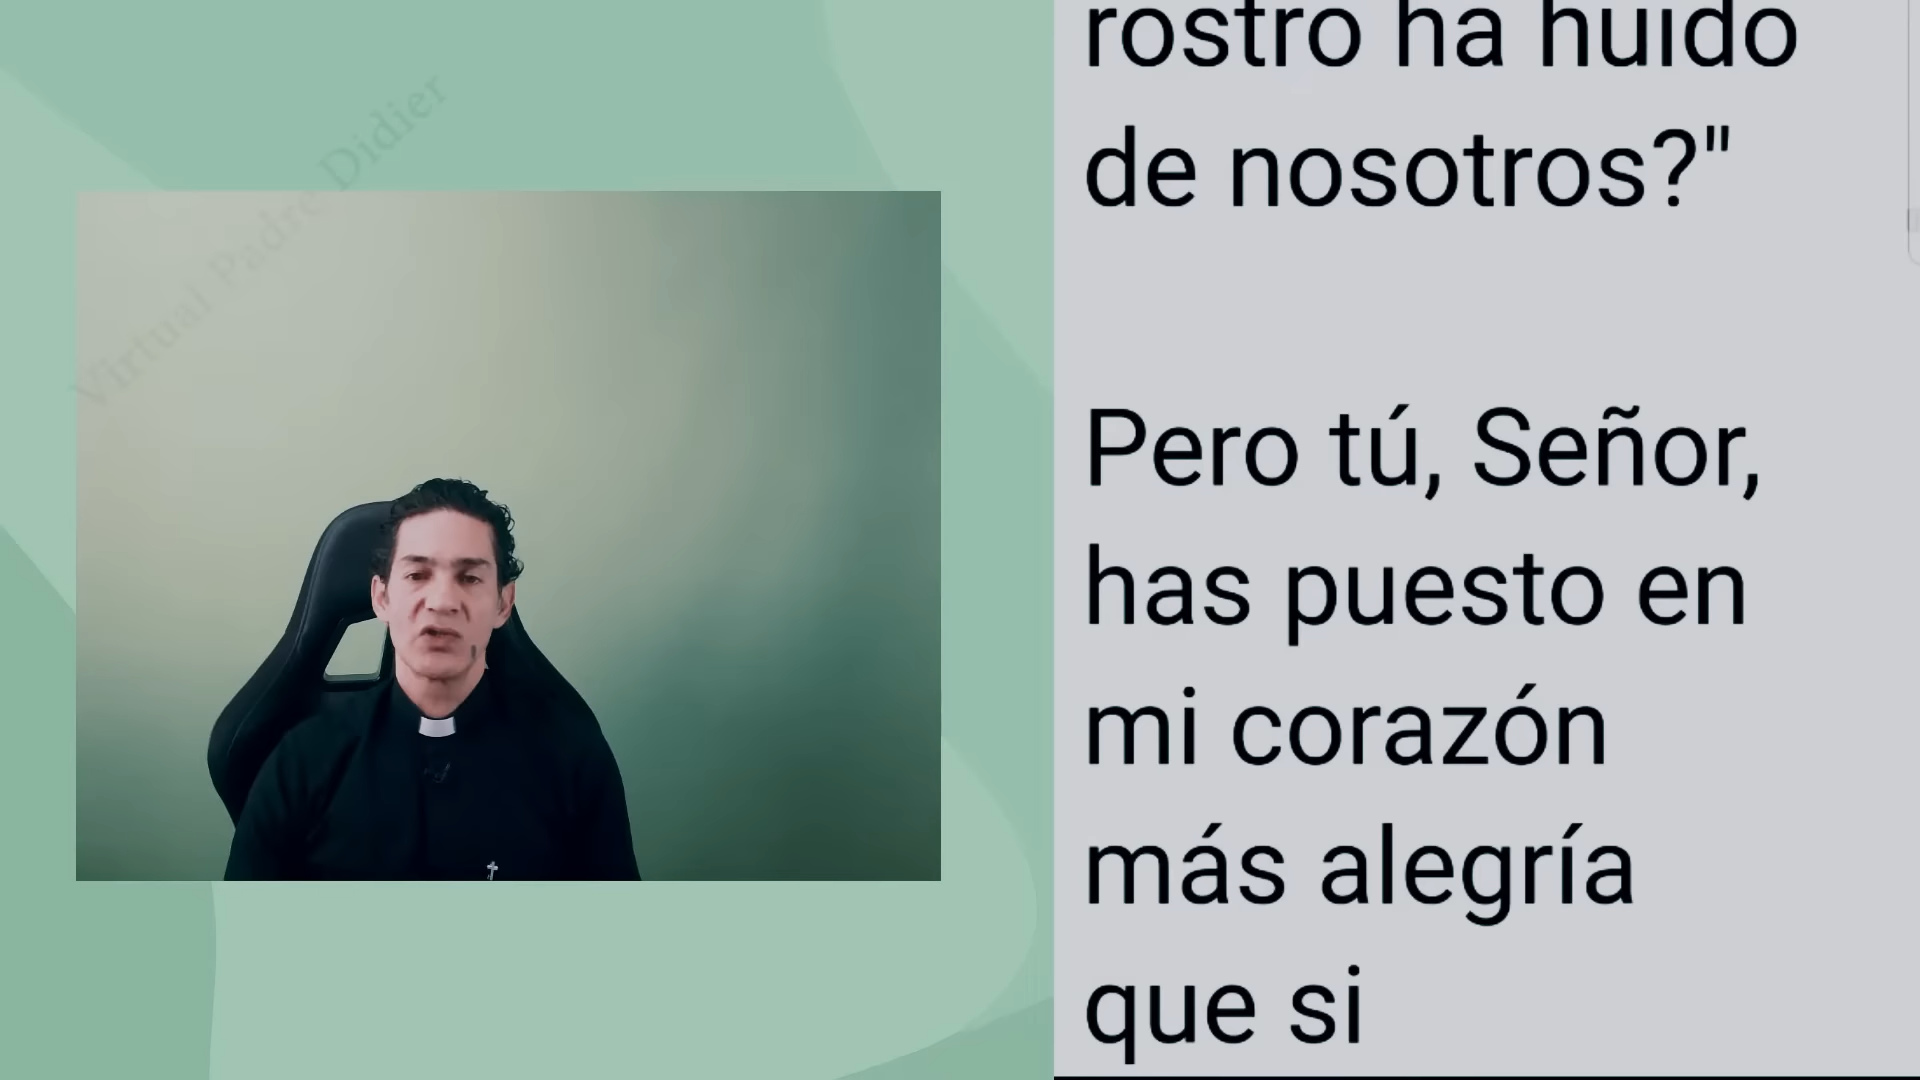 Virtual Padre Didier
rostro ha huido
de nosotros?"
Pero tú, Señor,
has puesto en
mi corazón
más alegría
que si